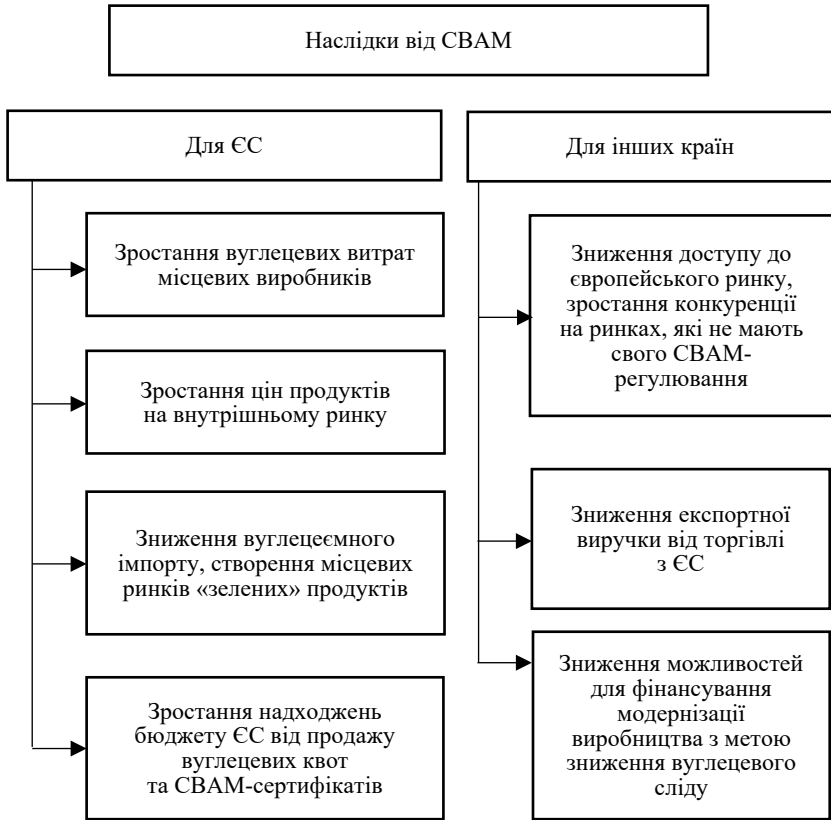 Наслідки від СВАМ
Для ЄС
Зростання вуглецевих витрат
місцевих виробників
Зростання цін продуктів
на внутрішньому ринку
Зниження вуглецеємного
імпорту, створення місцевих
ринків «зелених» продуктів
Зростання надходжень
бюджету ЄС від продажу
вуглецевих квот
та СВАМ-сертифікатів
Для інших країн
Зниження доступу до
європейського ринку,
зростання конкуренції
на ринках, які не мають
свого СВАМ-
регулювання
Зниження експортної
виручки від торгівлі
з ЄС
Зниження можливостей
для фінансування
модернізації
виробництва з метою
зниження вуглецевого
сліду